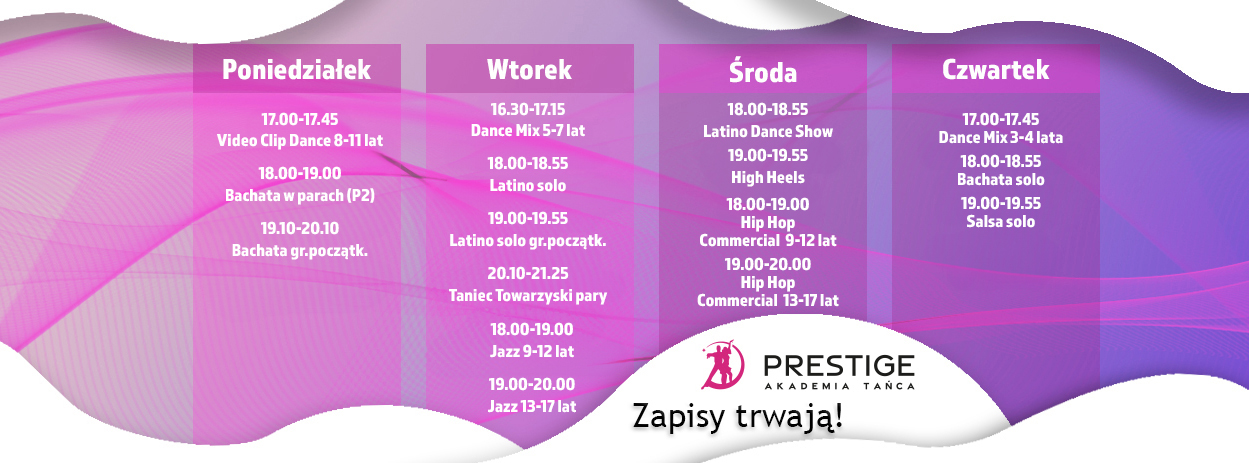 Poniedziałek
17.00-17.45
Video Clip Dance 8-11 lat
18.00-19.00
Bachata w parach (P2)
19.10-20.10
Bachata gr.początk.
Wtorek
16.30-17.15
Dance Mix 5-7 lat
18.00-18.55
Latino solo
19.00-19.55
Latino solo gr.początk.
20.10-21.25
Taniec Towarzyski pary
18.00-19.00
Jazz 9-12 lat
19.00-20.00
Jazz 13-17 lat
Środa
18.00-18.55
Latino Dance Show
19.00-19.55
High Heels
18.00-19.00
Hip Hop
Commercial 9-12 lat
19.00-20.00
Hip Hop
Commercial 13-17 lat
Czwartek
17.00-17.45
Dance Mix 3-4 lata
18.00-18.55
Bachata solo
19.00-19.55
Salsa solo
PRESTIGE
AKADEMIA TAŃCA
Zapisy trwają!